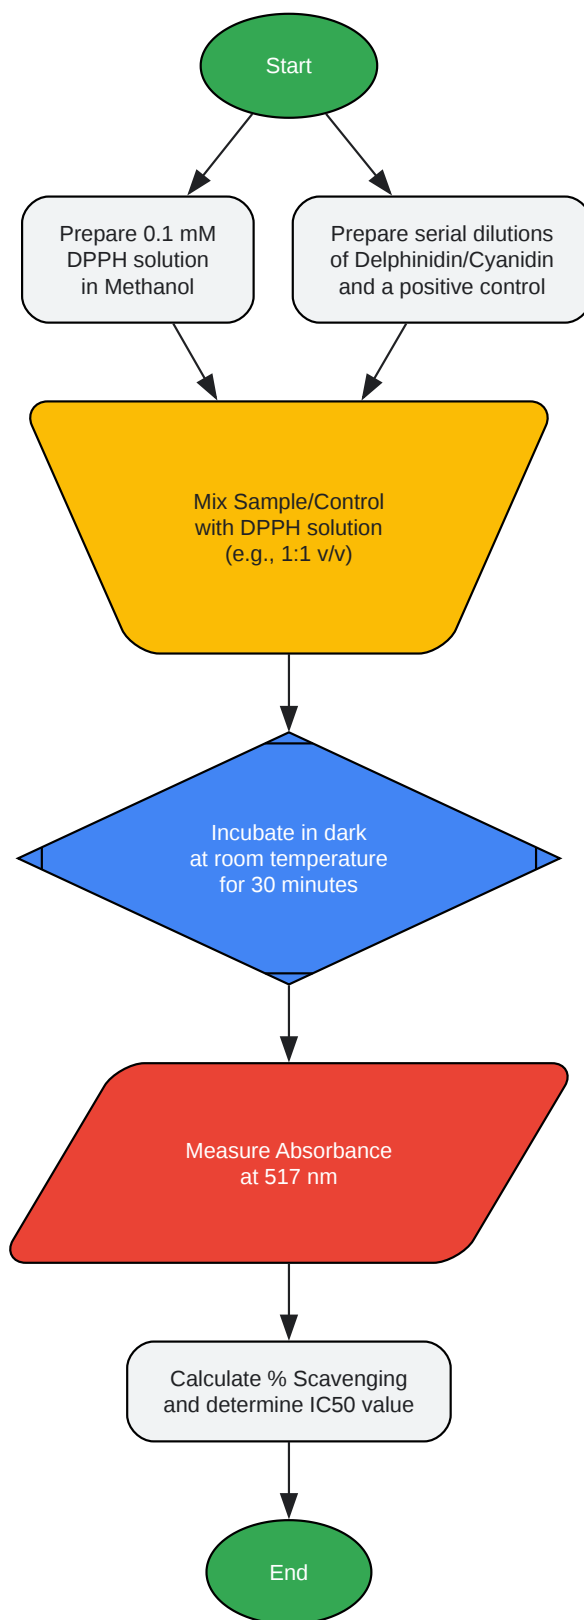 Start
Prepare 0.1 mM
DPPH solution
in Methanol
Prepare serial dilutions
of Delphinidin/Cyanidin
and a positive control
Mix Sample/Control
with DPPH solution
(e.g., 1:1 v/v)
Incubate in dark
at room temperature
for 30 minutes
Measure Absorbance
at 517 nm
Calculate % Scavenging
and determine IC50 value
End